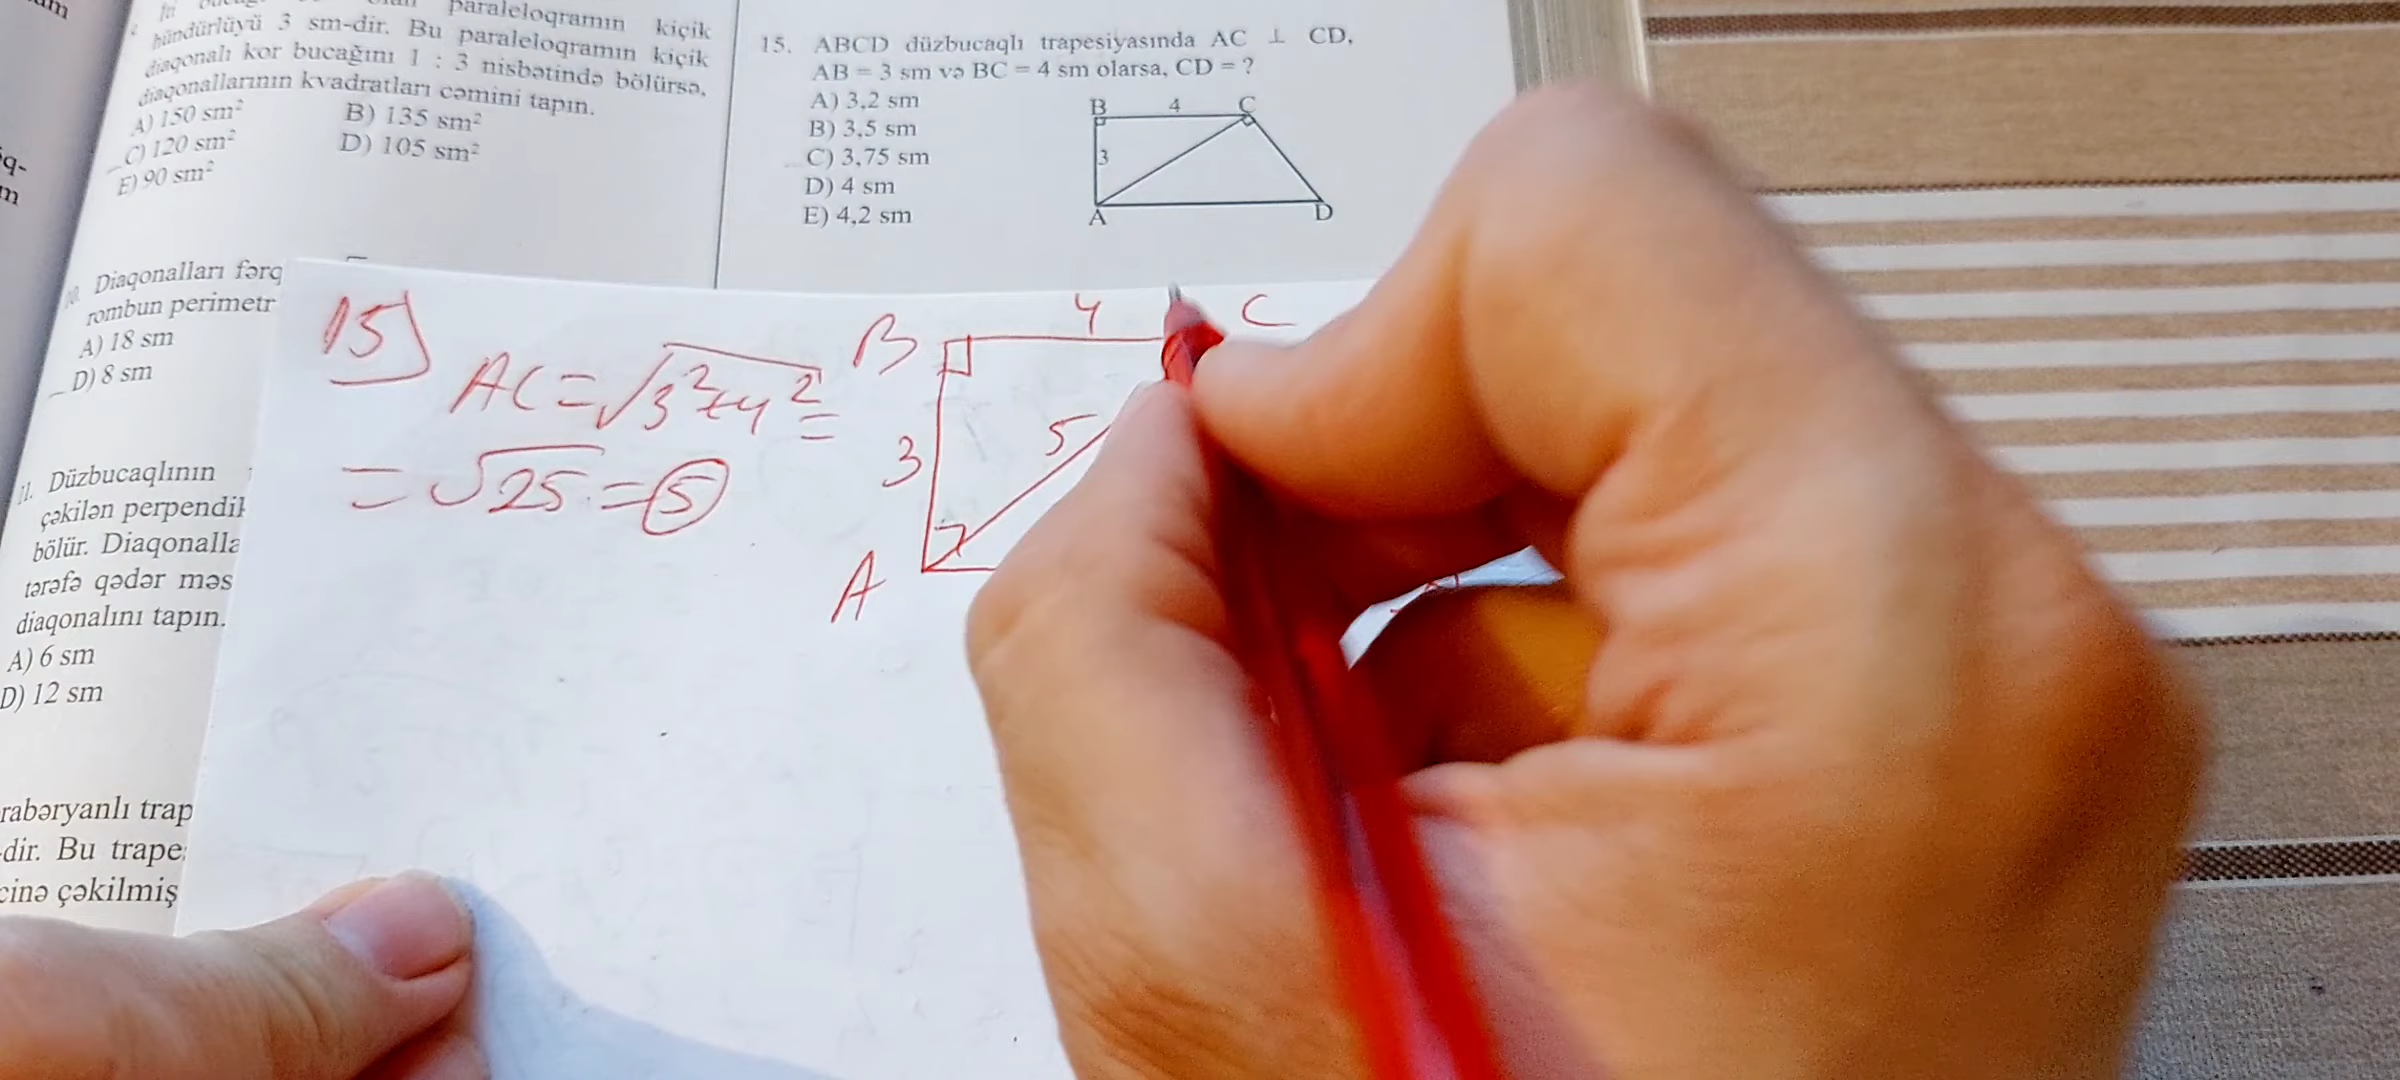 paraleloqramın kiçik
hündürlüyü 3 sm-dir. Bu paraleloqramın kiçik
diaqonalı kor bucağını 1 : 3 nisbətində bölürsə,
diaqonallarının kvadratları cəmini tapın.
A) 150 sm² B) 135 sm²
C) 120 sm² D) 105 sm²
E) 90 sm²
10. Diaqonalları fərq
rombun perimetr
A) 18 sm
D) 8 sm
11. Düzbucaqlının
çəkilən perpendik
bölür. Diaqonalla
tərəfə qədər məs
diaqonalını tapın.
A) 6 sm
D) 12 sm
rabəryanlı trap
dir. Bu trape
cinə çəkilmiş
15. ABCD düzbucaqlı trapesiyasında AC ⊥ CD,
AB = 3 sm və BC = 4 sm olarsa, CD = ?
A) 3,2 sm
B) 3,5 sm
C) 3,75 sm
D) 4 sm
E) 4,2 sm
B 4 C
3
A D
15)
AC = √3²+4² =
= √25 = 5
B 4 C
3 5
A